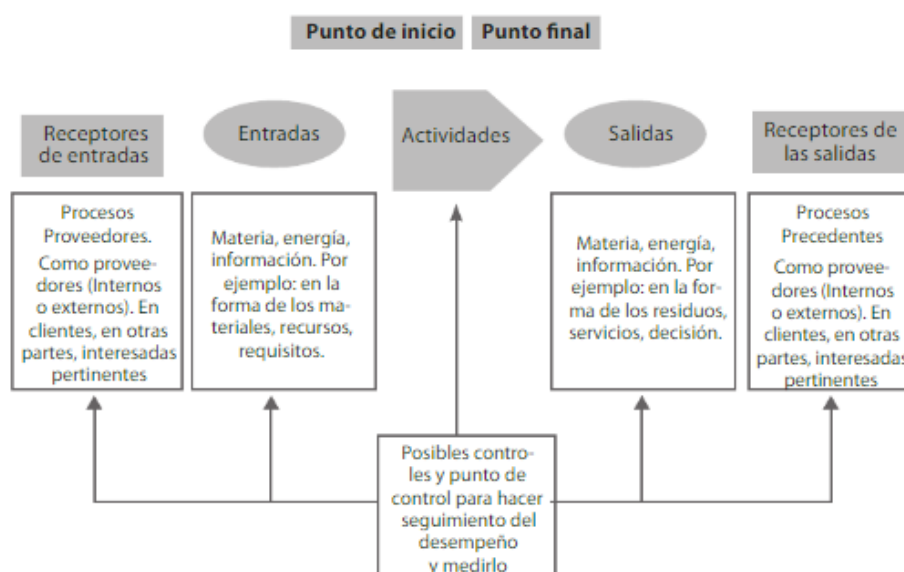 Punto de inicio
Punto final
Receptores
de entradas
Entradas
Actividades
Salidas
Receptores de
las salidas
Procesos
Proveedores.
Como provee-
dores (Internos
o externos). En
clientes, en otras
partes, interesadas
pertinentes
Materia, energía,
información. Por
ejemplo: en la
forma de los ma-
teriales, recursos,
requisitos.
Materia, energía,
información. Por
ejemplo: en la for-
ma de los residuos,
servicios, decisión.
Procesos
Precedentes
Como provee-
dores (Internos
o externos). En
clientes, en otras
partes, interesadas
pertinentes
Posibles contro-
les y punto de
control para hacer
seguimiento del
desempeño
y medirlo